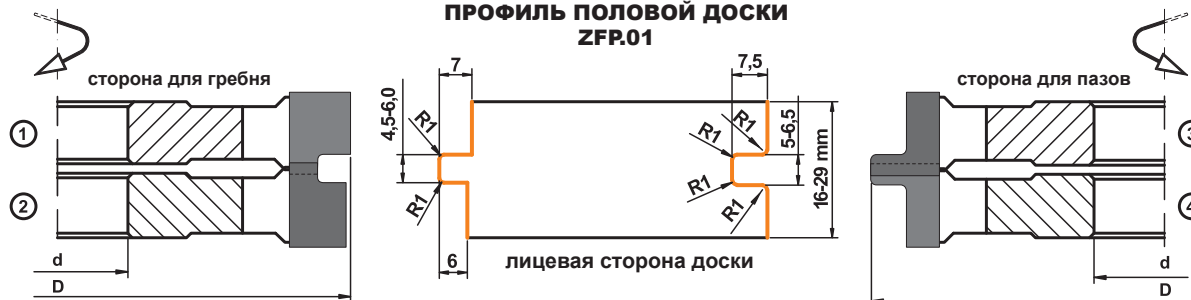 ПРОФИЛЬ ПОЛОВОЙ ДОСКИ
ZFP.01
сторона для гребня
сторона для пазов
7
7,5
4,5-6,0
R1
R1
R1
R1
R1
R1
5-6,5
16-29 mm
1
2
3
4
6
лицевая сторона доски
d
D
d
D